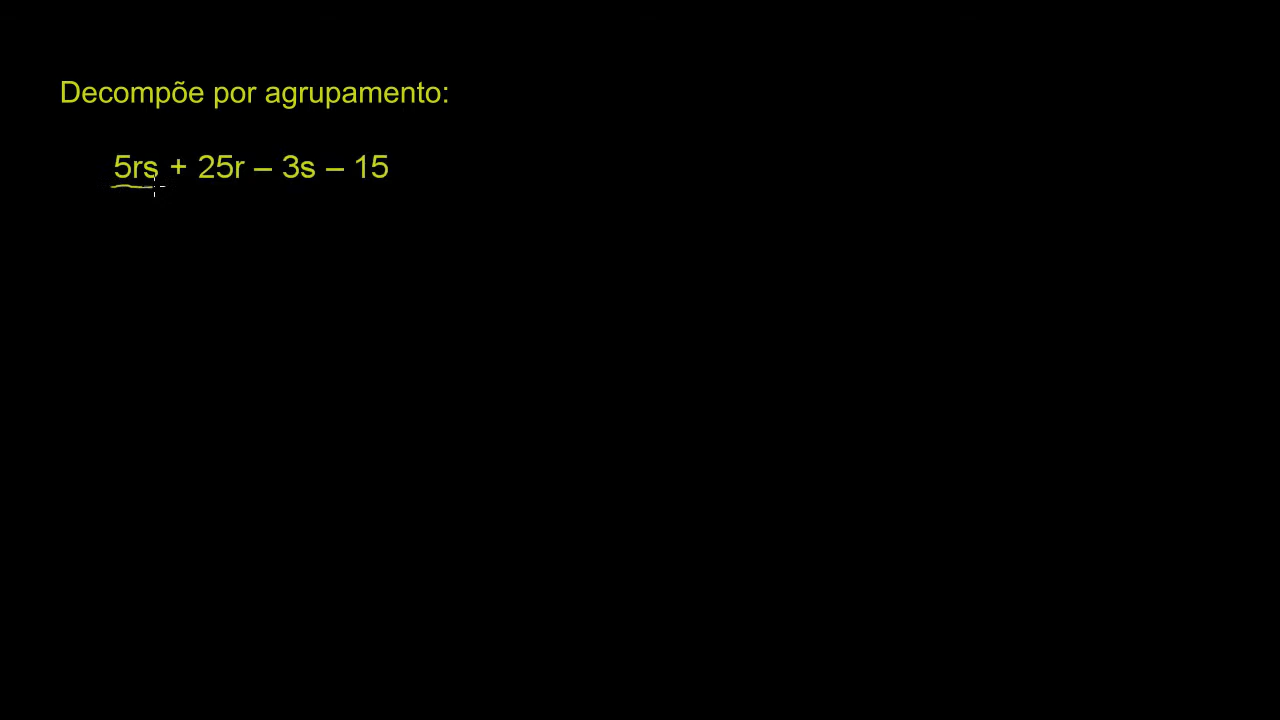 Decompõe por agrupamento:
5rs + 25r – 3s – 15